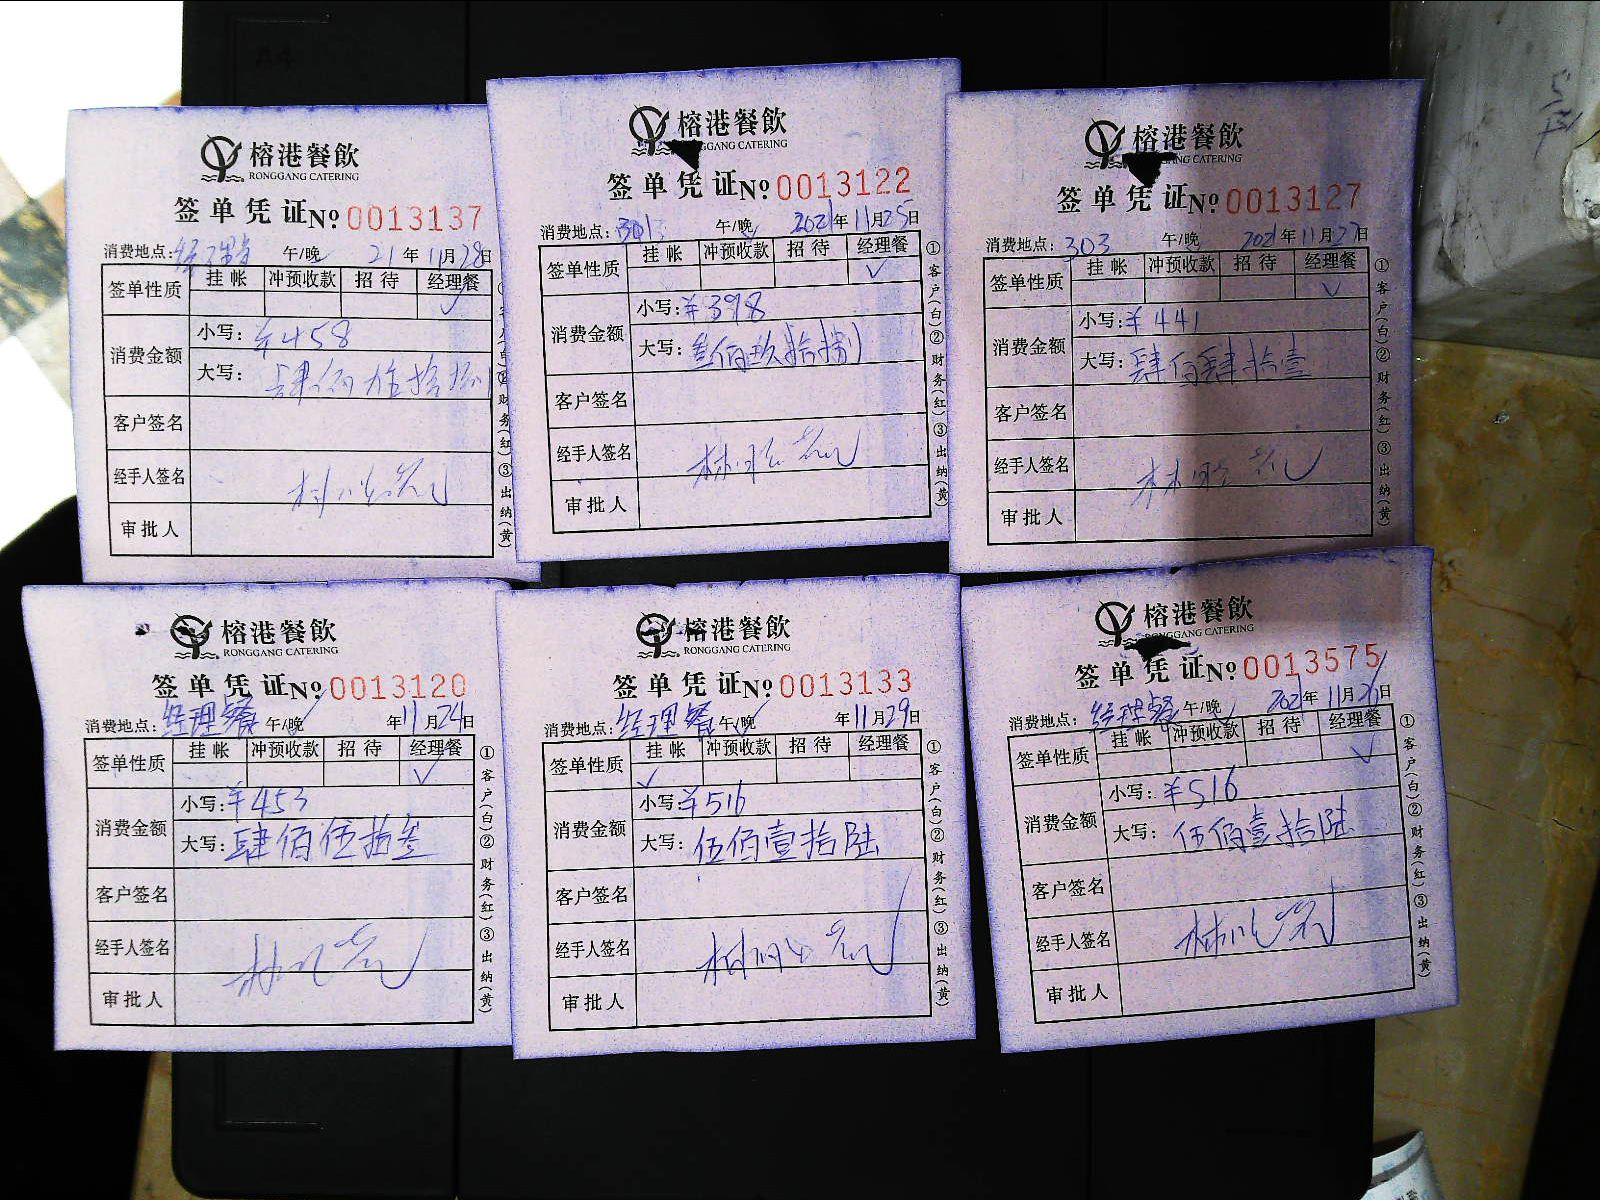 榕港餐飲
RONGGANG CATERING
签单凭证 No 0013137
消费地点: 经理餐 午/晚 21年11月28日
签单性质 挂帐 冲预收款 招待 经理餐
✓
消费金额 小写: ¥458
大写: 肆佰伍拾捌
客户签名
经手人签名
审批人
榕港餐飲
GGANG CATERING
签单凭证 No 0013122
消费地点: 301 午/晚 2021年11月25日
签单性质 挂帐 冲预收款 招待 经理餐
✓
消费金额 小写: ¥398
大写: 叁佰玖拾捌
客户签名
经手人签名
审批人
①客户(白)②财务(红)③出纳(黄)
榕港餐飲
NG CATERING
签单凭证 No 0013127
消费地点: 303 午/晚 2021年11月27日
签单性质 挂帐 冲预收款 招待 经理餐
✓
消费金额 小写: ¥441
大写: 肆佰肆拾壹
客户签名
经手人签名
审批人
①客户(白)②财务(红)③出纳(黄)
榕港餐飲
RONGGANG CATERING
签单凭证 No 0013120
消费地点: 经理餐 午/晚 年11月24日
签单性质 挂帐 冲预收款 招待 经理餐
✓
消费金额 小写: ¥453
大写: 肆佰伍拾叁
客户签名
经手人签名
审批人
①客户(白)②财务(红)③出纳(黄)
榕港餐飲
RONGGANG CATERING
签单凭证 No 0013133
消费地点: 经理餐 午/晚 年11月29日
签单性质 挂帐 冲预收款 招待 经理餐
✓
消费金额 小写: ¥516
大写: 伍佰壹拾陆
客户签名
经手人签名
审批人
①客户(白)②财务(红)③出纳(黄)
榕港餐飲
RONGGANG CATERING
签单凭证 No 0013575
消费地点: 经理餐 午/晚 2021年11月日
签单性质 挂帐 冲预收款 招待 经理餐
✓
消费金额 小写: ¥516
大写: 伍佰壹拾陆
客户签名
经手人签名
审批人
①客户(白)②财务(红)③出纳(黄)